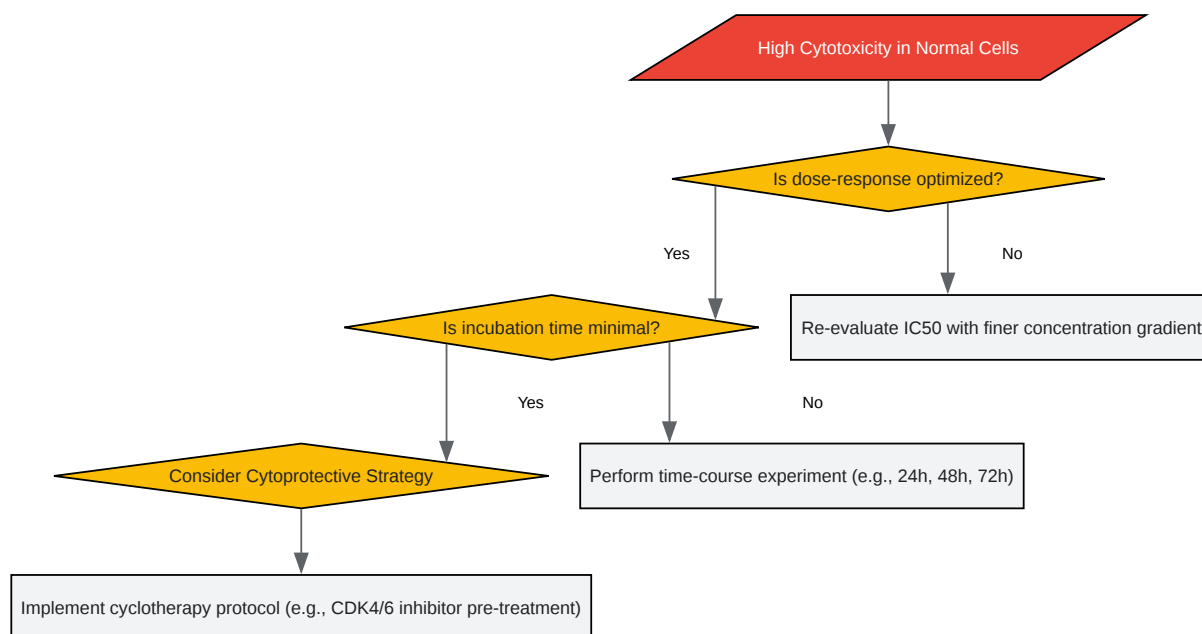 High Cytotoxicity in Normal Cells
Is dose-response optimized?
Yes
No
Is incubation time minimal?
Re-evaluate IC50 with finer concentration gradient
Yes
No
Consider Cytoprotective Strategy
Perform time-course experiment (e.g., 24h, 48h, 72h)
Implement cyclotherapy protocol (e.g., CDK4/6 inhibitor pre-treatment)